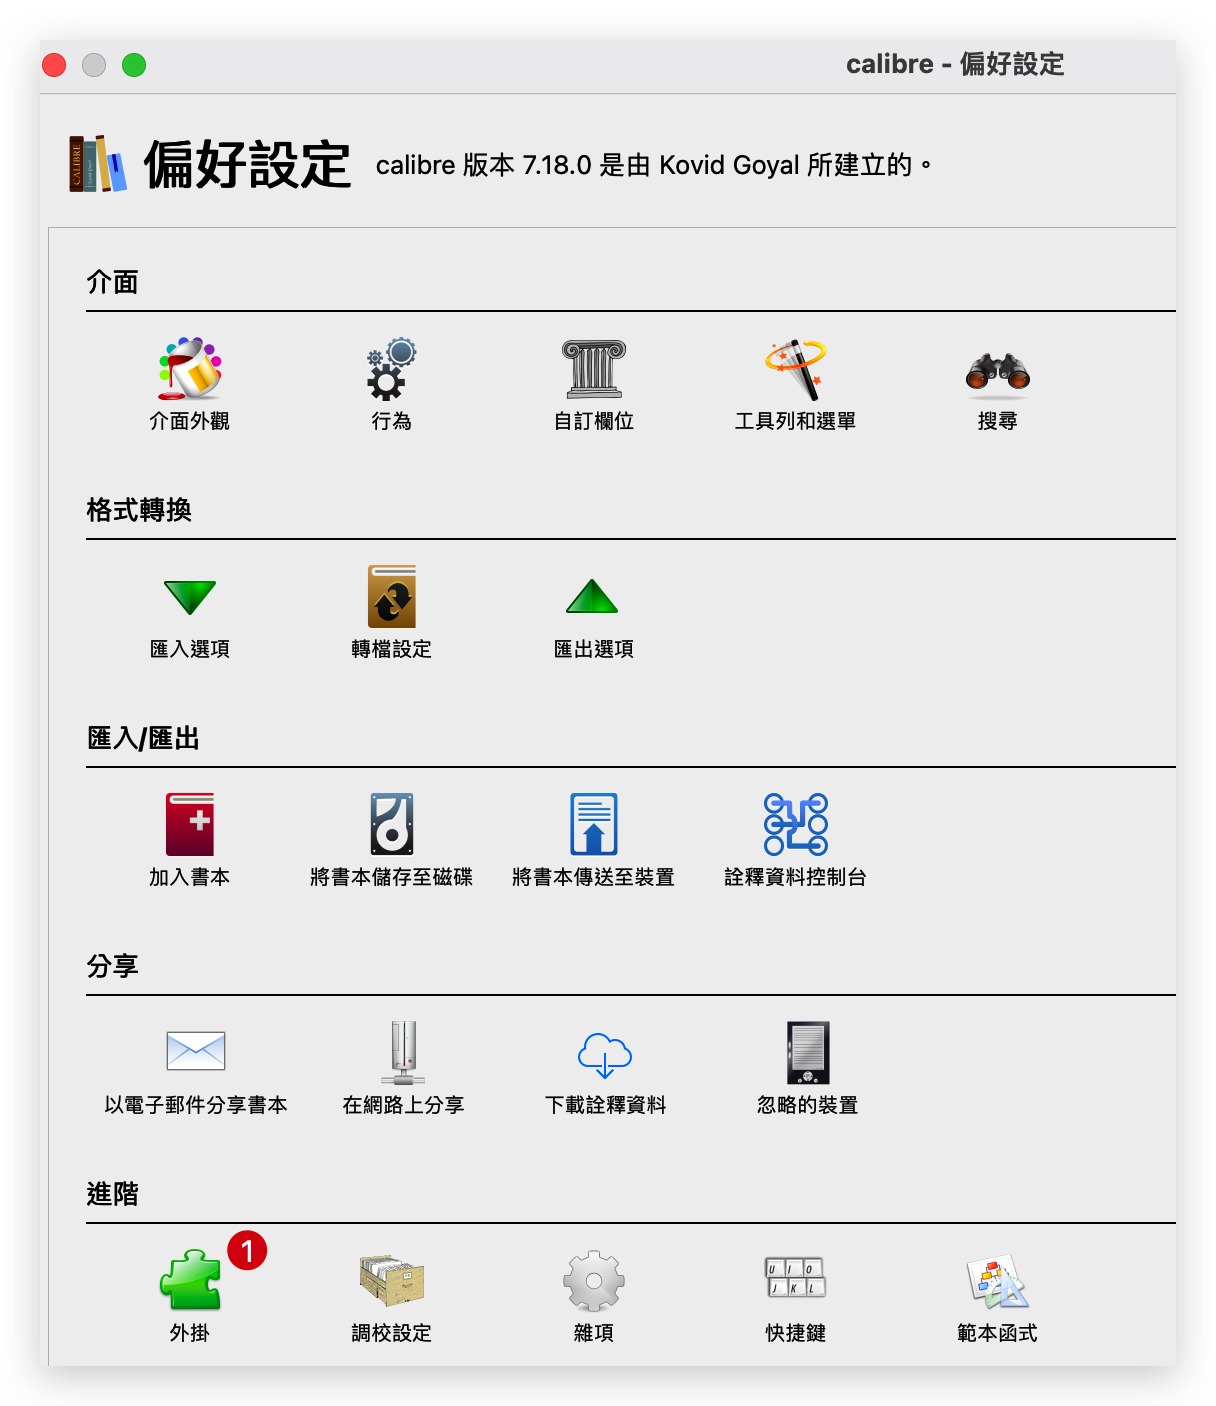 calibre - 偏好設定
CALIBRE
偏好設定 calibre 版本 7.18.0 是由 Kovid Goyal 所建立的。
介面
介面外觀 行為 自訂欄位 工具列和選單 搜尋
格式轉換
匯入選項 轉檔設定 匯出選項
匯入/匯出
加入書本 將書本儲存至磁碟 將書本傳送至裝置 詮釋資料控制台
分享
以電子郵件分享書本 在網路上分享 下載詮釋資料 忽略的裝置
進階
1
U I O
J K L
外掛 調校設定 雜項 快捷鍵 範本函式